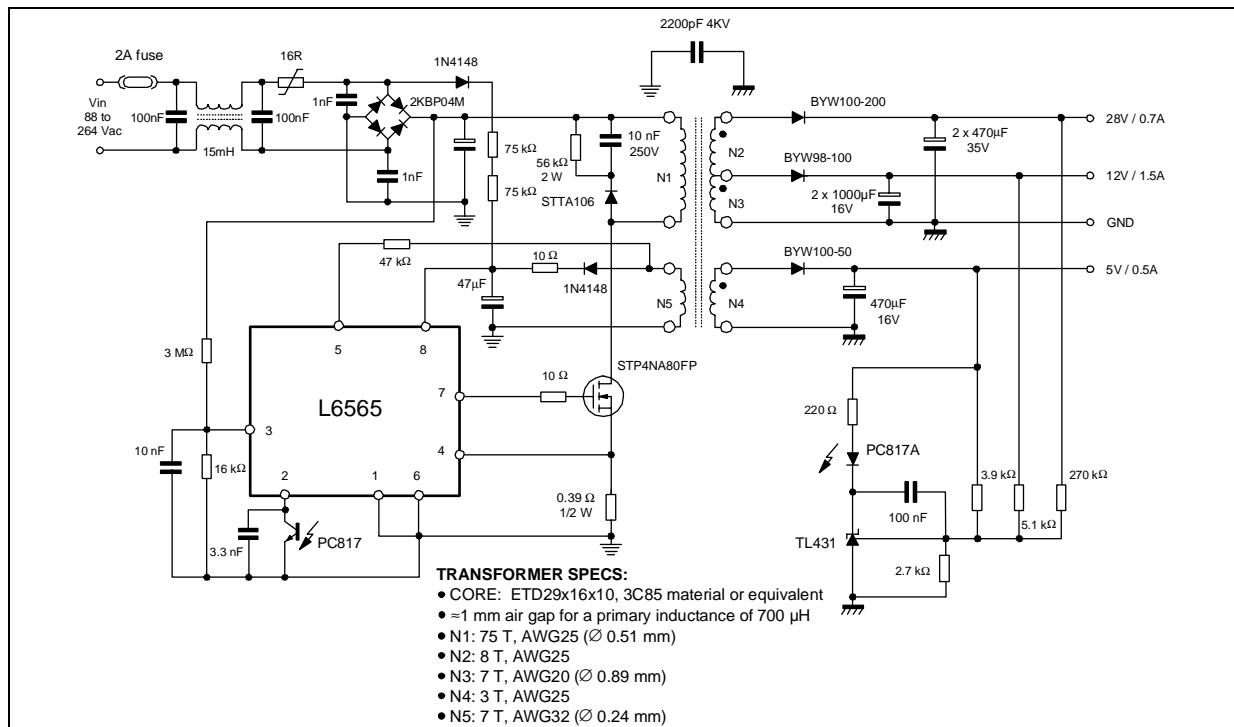 2200pF 4KV
2A fuse
16R
1N4148
Vin
88 to
264 Vac
100nF
100nF
15mH
1nF
2KBP04M
1nF
75 kΩ
75 kΩ
56 kΩ
2 W
10 nF
250V
STTA106
N1
N2
N3
BYW100-200
28V / 0.7A
2 x 470µF
35V
BYW98-100
12V / 1.5A
2 x 1000µF
16V
GND
47 kΩ
10 Ω
1N4148
47µF
N5
N4
BYW100-50
5V / 0.5A
470µF
16V
3 MΩ
5
8
L6565
7
10 Ω
STP4NA80FP
3
4
10 nF
16 kΩ
2
1
6
0.39 Ω
1/2 W
3.3 nF
PC817
220 Ω
PC817A
3.9 kΩ
270 kΩ
100 nF
5.1 kΩ
TL431
2.7 kΩ
TRANSFORMER SPECS:
• CORE: ETD29x16x10, 3C85 material or equivalent
• ≈1 mm air gap for a primary inductance of 700 µH
• N1: 75 T, AWG25 (∅ 0.51 mm)
• N2: 8 T, AWG25
• N3: 7 T, AWG20 (∅ 0.89 mm)
• N4: 3 T, AWG25
• N5: 7 T, AWG32 (∅ 0.24 mm)